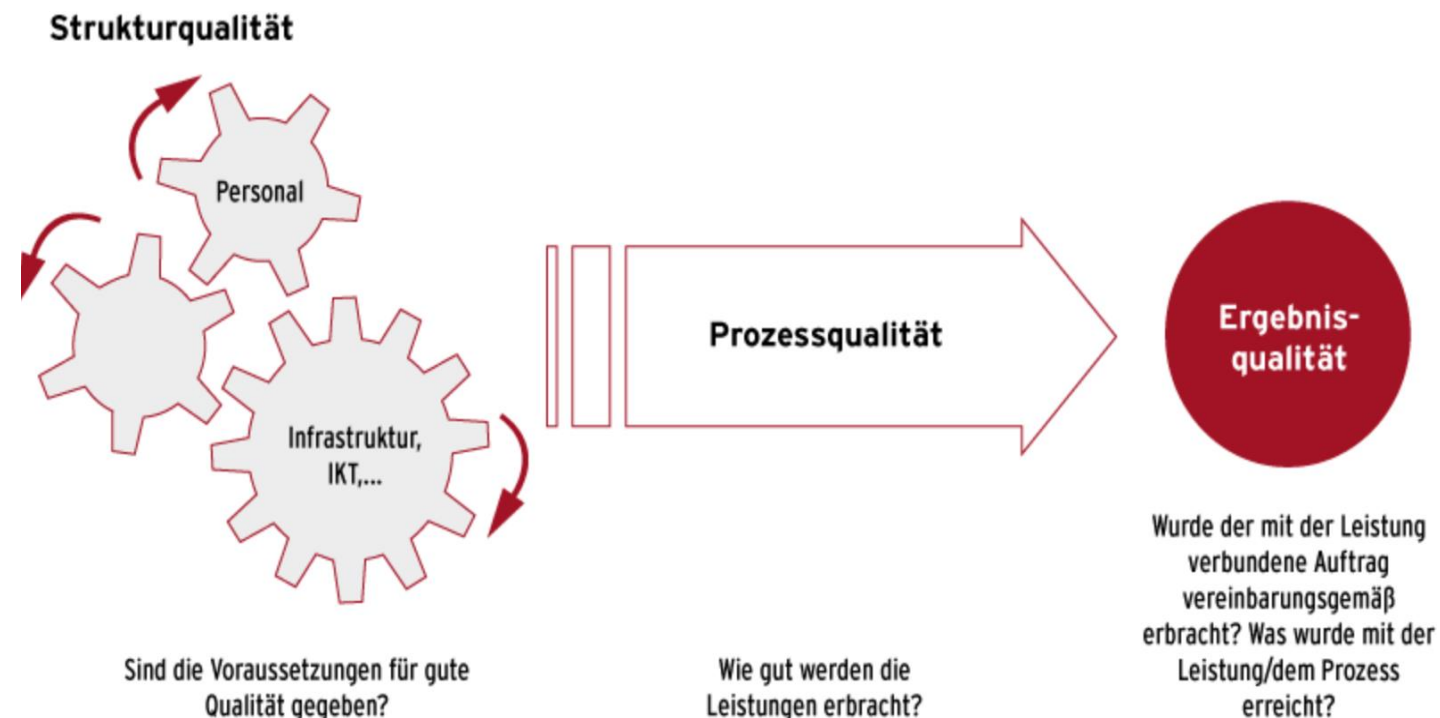 Strukturqualität
Personal
Infrastruktur,
IKT,...
Prozessqualität
Ergebnis-
qualität
Sind die Voraussetzungen für gute
Qualität gegeben?
Wie gut werden die
Leistungen erbracht?
Wurde der mit der Leistung
verbundene Auftrag
vereinbarungsgemäß
erbracht? Was wurde mit der
Leistung/dem Prozess
erreicht?